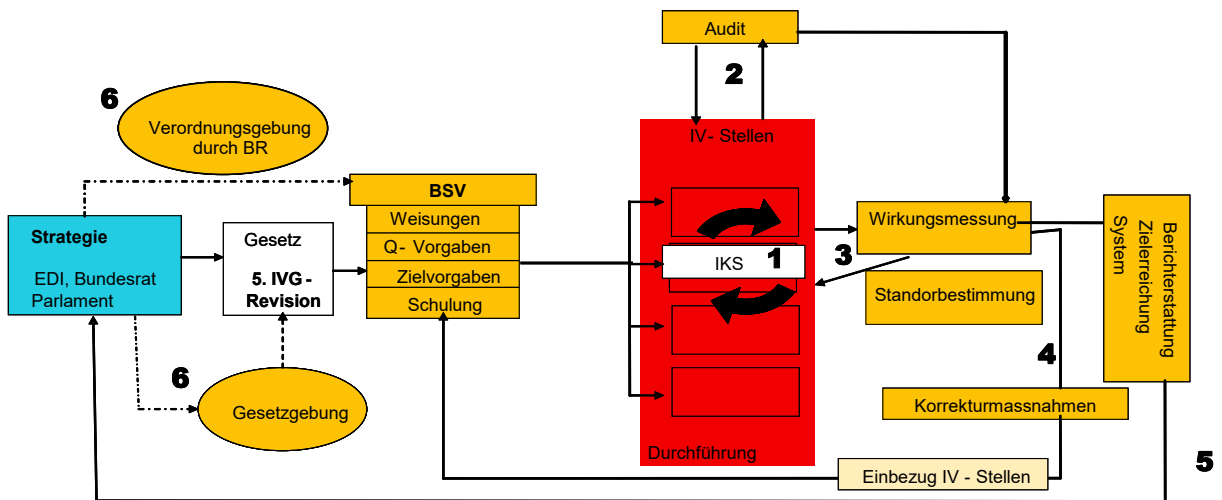 Audit
2
6
Verordnungsgebung
durch BR
IV- Stellen
BSV
Weisungen
Q- Vorgaben
Zielvorgaben
Schulung
Strategie
EDI, Bundesrat
Parlament
Gesetz
5. IVG -
Revision
IKS
1
3
Wirkungsmessung
Standorbestimmung
Berichterstattung
Zielerreichung
System
4
6
Gesetzgebung
Korrekturmassnahmen
Durchführung
Einbezug IV - Stellen
5